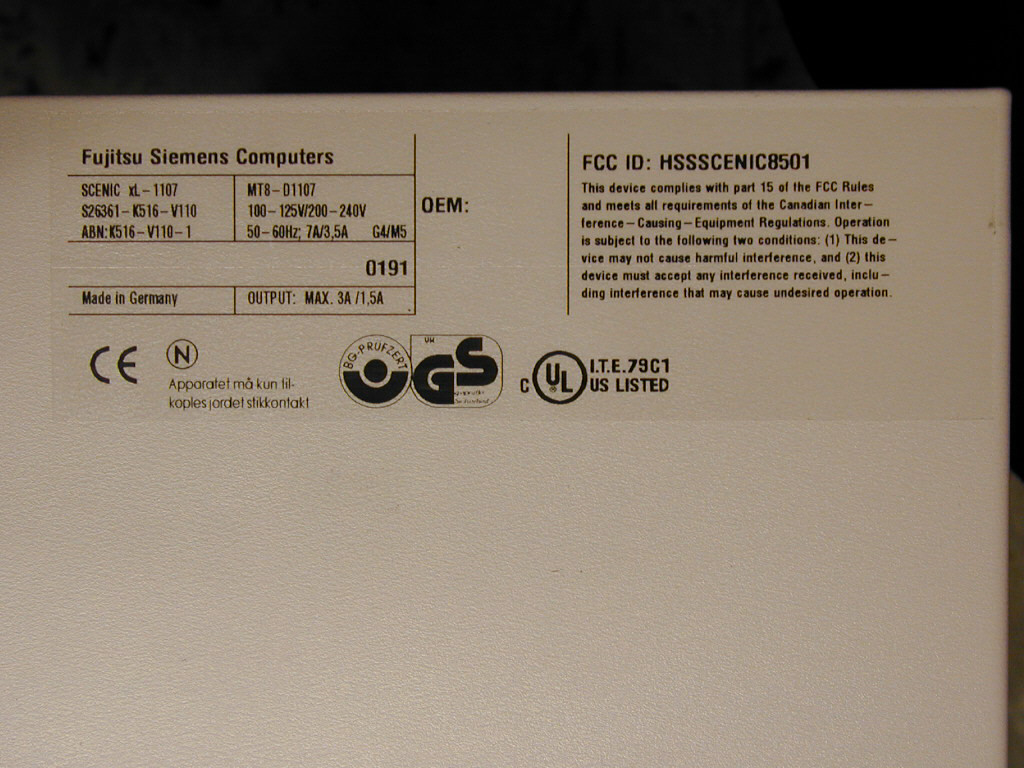 Fujitsu Siemens Computers
SCENIC xL-1107
S26361-K516-V110
ABN:K516-V110-1
MT8-D1107
100-125V/200-240V
50-60Hz; 7A/3,5A G4/M5
0191
Made in Germany
OUTPUT: MAX. 3A/1,5A
OEM:
FCC ID: HSSSCENIC8501
This device complies with part 15 of the FCC Rules
and meets all requirements of the Canadian Inter-
ference-Causing-Equipment Regulations. Operation
is subject to the following two conditions: (1) This de-
vice may not cause harmful interference, and (2) this
device must accept any interference received, inclu-
ding interference that may cause undesired operation.
CE
N
Apparatet må kun til-
koples jordet stikkontakt
BG-PRÜFZERT
GS
C UL ® US LISTED
I.T.E.79C1